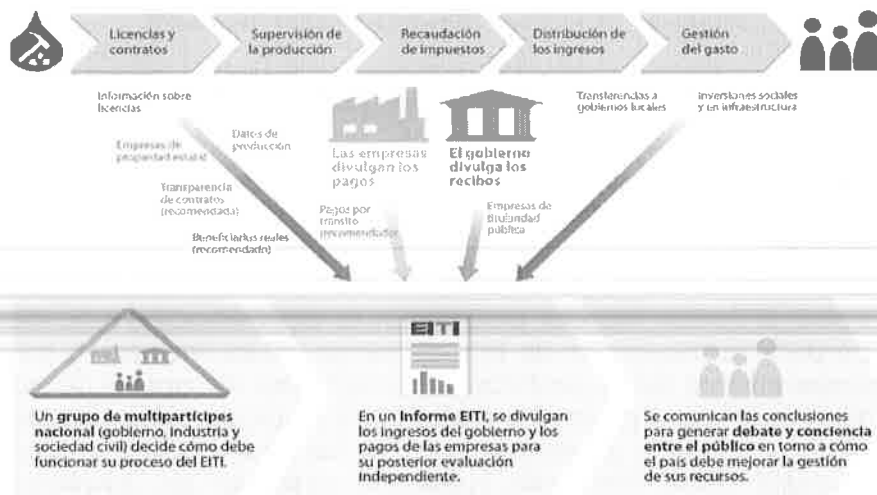 Licencias y
contratos
Supervisión de
la producción
Recaudación
de impuestos
Distribución de
los ingresos
Gestión
del gasto
Información sobre
licencias
Empresas de
propiedad estatal
Datos de
producción
Transparencia
de contratos
(recomendada)
Beneficiarios reales
(recomendado)
Las empresas
divulgan los
pagos
El gobierno
divulga los
recibos
Pagos por
tránsito
(recomendado)
Empresas de
titularidad
pública
Transferencias a
gobiernos locales
Inversiones sociales
y en infraestructura
EITI
Un grupo de multipartícipes
nacional (gobierno, industria y
sociedad civil) decide cómo debe
funcionar su proceso del EITI.
En un Informe EITI, se divulgan
los ingresos del gobierno y los
pagos de las empresas para
su posterior evaluación
independiente.
Se comunican las conclusiones
para generar debate y conciencia
entre el público en torno a cómo
el país debe mejorar la gestión
de sus recursos.